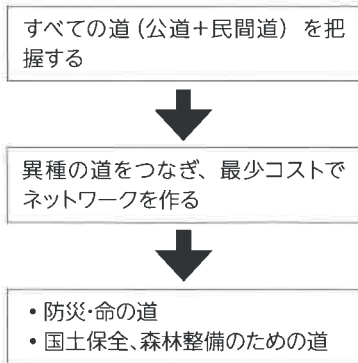 すべての道(公道+民間道)を把
握する
異種の道をつなぎ、最少コストで
ネットワークを作る
・防災・命の道
・国土保全、森林整備のための道